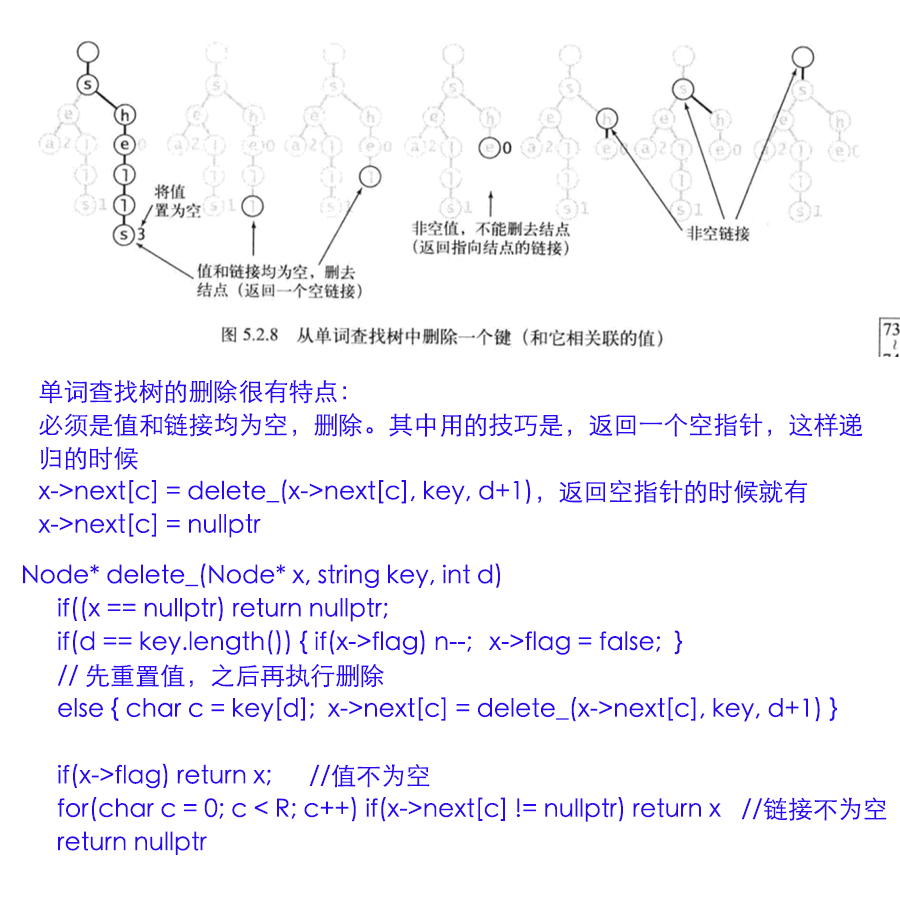 s
h
e
a 2 l 0
l
s 1
s
h
e
l
l
s 3
将值
置为空
值和链接均为空，删去
结点（返回一个空链接）
e 0
非空值，不能删去结点
（返回指向结点的链接）
h
s
非空链接
图 5.2.8 从单词查找树中删除一个键（和它相关联的值）
73
~
单词查找树的删除很有特点：
必须是值和链接均为空，删除。其中用的技巧是，返回一个空指针，这样递
归的时候
x->next[c] = delete_(x->next[c], key, d+1)，返回空指针的时候就有
x->next[c] = nullptr
Node* delete_(Node* x, string key, int d)
if((x == nullptr) return nullptr;
if(d == key.length()) { if(x->flag) n--; x->flag = false; }
// 先重置值，之后再执行删除
else { char c = key[d]; x->next[c] = delete_(x->next[c], key, d+1) }
if(x->flag) return x; //值不为空
for(char c = 0; c < R; c++) if(x->next[c] != nullptr) return x //链接不为空
return nullptr